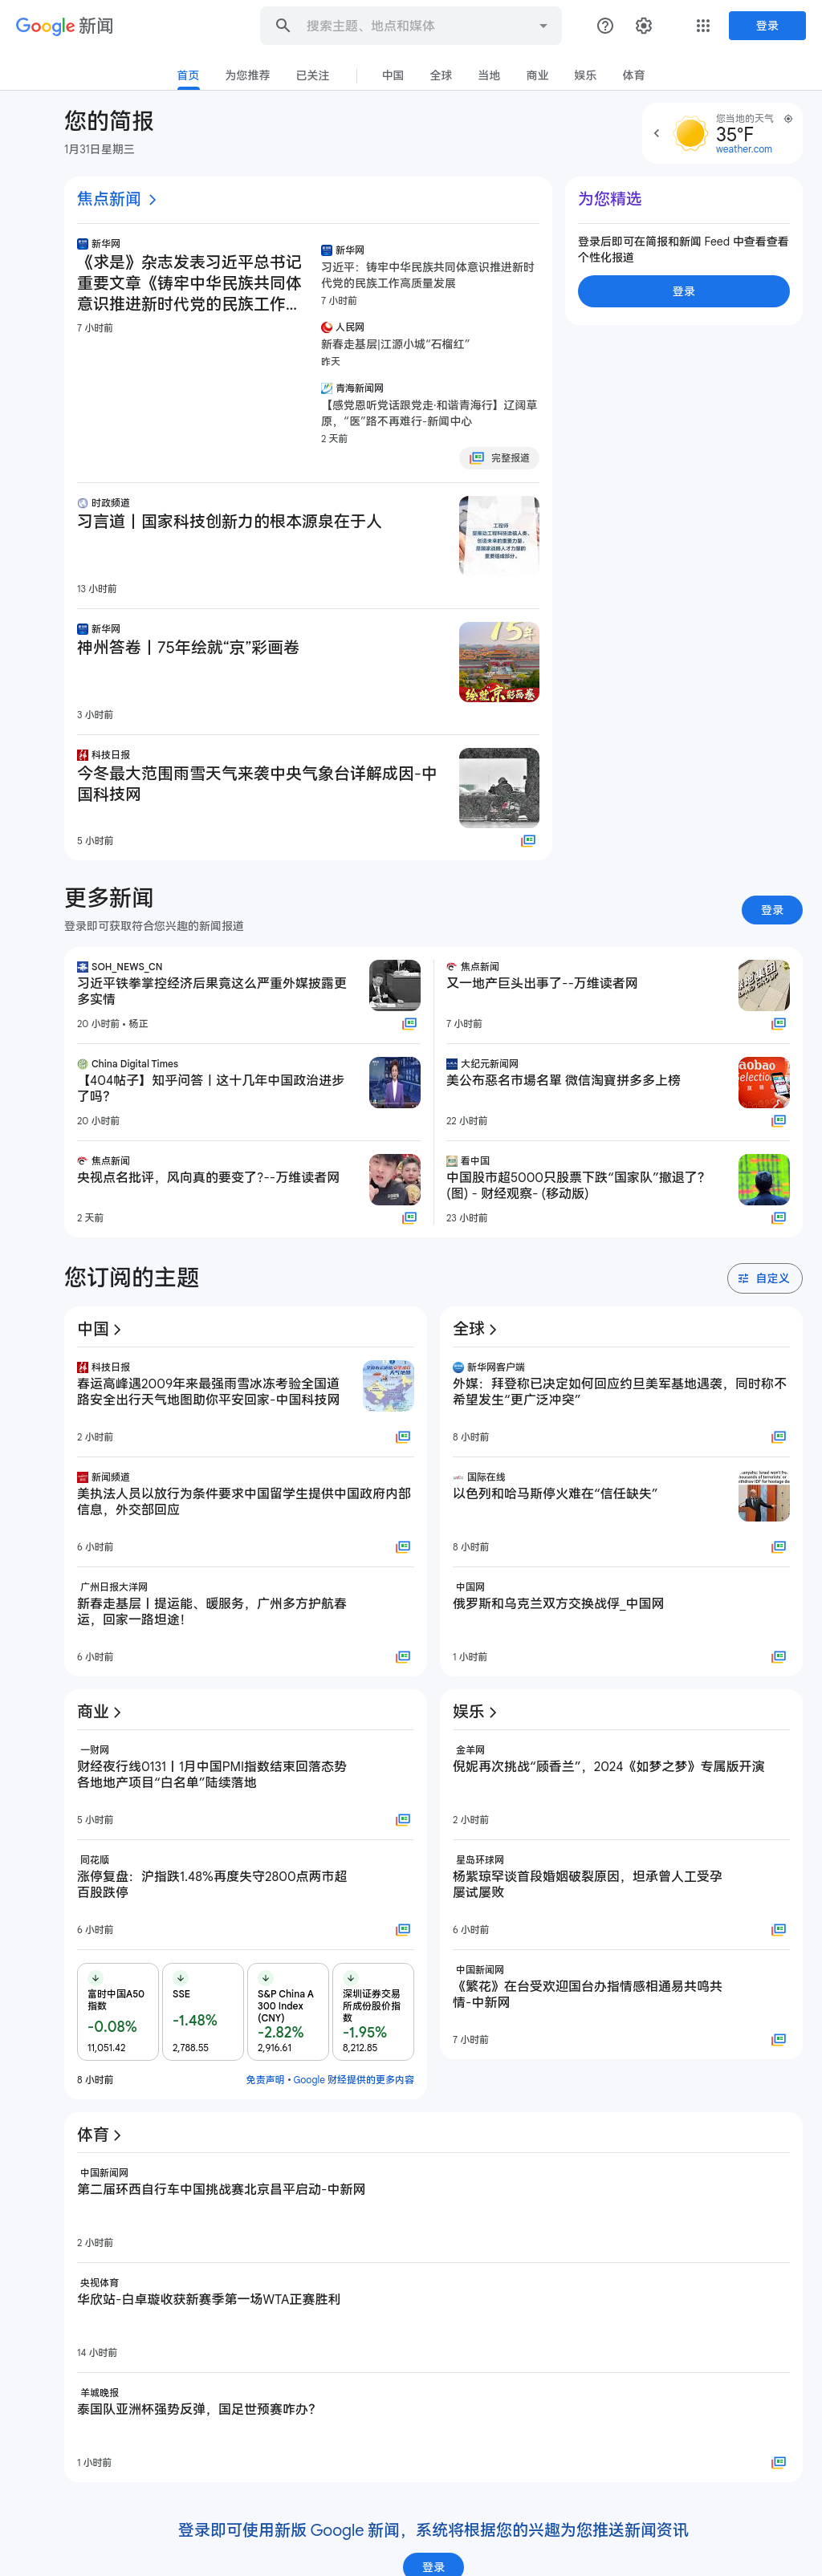 Google 新闻
搜索主题、地点和媒体
登录
首页
为您推荐
已关注
中国
全球
当地
商业
娱乐
体育
您的简报
1月31日星期三
您当地的天气
35°F
weather.com
焦点新闻
新华网
《求是》杂志发表习近平总书记
重要文章《铸牢中华民族共同体
意识推进新时代党的民族工作...
7 小时前
新华网
习近平：铸牢中华民族共同体意识推进新时
代党的民族工作高质量发展
7 小时前
人民网
新春走基层|江源小城“石榴红”
昨天
青海新闻网
【感党恩听党话跟党走·和谐青海行】辽阔草
原，“医”路不再难行-新闻中心
2 天前
完整报道
为您精选
登录后即可在简报和新闻 Feed 中查看查看
个性化报道
登录
时政频道
习言道丨国家科技创新力的根本源泉在于人
13 小时前
工程师
是推动工程科技造福人类、
创造未来的重要力量，
是国家战略人才力量的
重要组成部分。
新华网
神州答卷丨75年绘就“京”彩画卷
3 小时前
75年
绘就京彩画卷
科技日报
今冬最大范围雨雪天气来袭中央气象台详解成因-中
国科技网
5 小时前
更多新闻
登录即可获取符合您兴趣的新闻报道
登录
SOH_NEWS_CN
习近平铁拳掌控经济后果竟这么严重外媒披露更
多实情
20 小时前 • 杨正
焦点新闻
又一地产巨头出事了--万维读者网
7 小时前
China Digital Times
【404帖子】知乎问答丨这十几年中国政治进步
了吗？
20 小时前
大纪元新闻网
美公布惡名市場名單 微信淘寶拼多多上榜
22 小时前
焦点新闻
央视点名批评，风向真的要变了?--万维读者网
2 天前
看中国
中国股市超5000只股票下跌“国家队”撤退了？
(图) - 财经观察- (移动版)
23 小时前
您订阅的主题
自定义
中国
科技日报
春运高峰遇2009年来最强雨雪冰冻考验全国道
路安全出行天气地图助你平安回家-中国科技网
2 小时前
新闻频道
美执法人员以放行为条件要求中国留学生提供中国政府内部
信息，外交部回应
6 小时前
广州日报大洋网
新春走基层丨提运能、暖服务，广州多方护航春
运，回家一路坦途！
6 小时前
全球
新华网客户端
外媒：拜登称已决定如何回应约旦美军基地遇袭，同时称不
希望发生“更广泛冲突”
8 小时前
国际在线
以色列和哈马斯停火难在“信任缺失”
8 小时前
中国网
俄罗斯和乌克兰双方交换战俘_中国网
1 小时前
商业
一财网
财经夜行线0131丨1月中国PMI指数结束回落态势
各地地产项目“白名单”陆续落地
5 小时前
同花顺
涨停复盘：沪指跌1.48%再度失守2800点两市超
百股跌停
6 小时前
富时中国A50
指数
-0.08%
11,051.42
SSE
-1.48%
2,788.55
S&P China A
300 Index
(CNY)
-2.82%
2,916.61
深圳证券交易
所成份股价指
数
-1.95%
8,212.85
8 小时前
免责声明 • Google 财经提供的更多内容
娱乐
金羊网
倪妮再次挑战“顾香兰”，2024《如梦之梦》专属版开演
2 小时前
星岛环球网
杨紫琼罕谈首段婚姻破裂原因，坦承曾人工受孕
屡试屡败
6 小时前
中国新闻网
《繁花》在台受欢迎国台办指情感相通易共鸣共
情-中新网
7 小时前
体育
中国新闻网
第二届环西自行车中国挑战赛北京昌平启动-中新网
2 小时前
央视体育
华欣站-白卓璇收获新赛季第一场WTA正赛胜利
14 小时前
羊城晚报
泰国队亚洲杯强势反弹，国足世预赛咋办？
1 小时前
登录即可使用新版 Google 新闻，系统将根据您的兴趣为您推送新闻资讯
登录